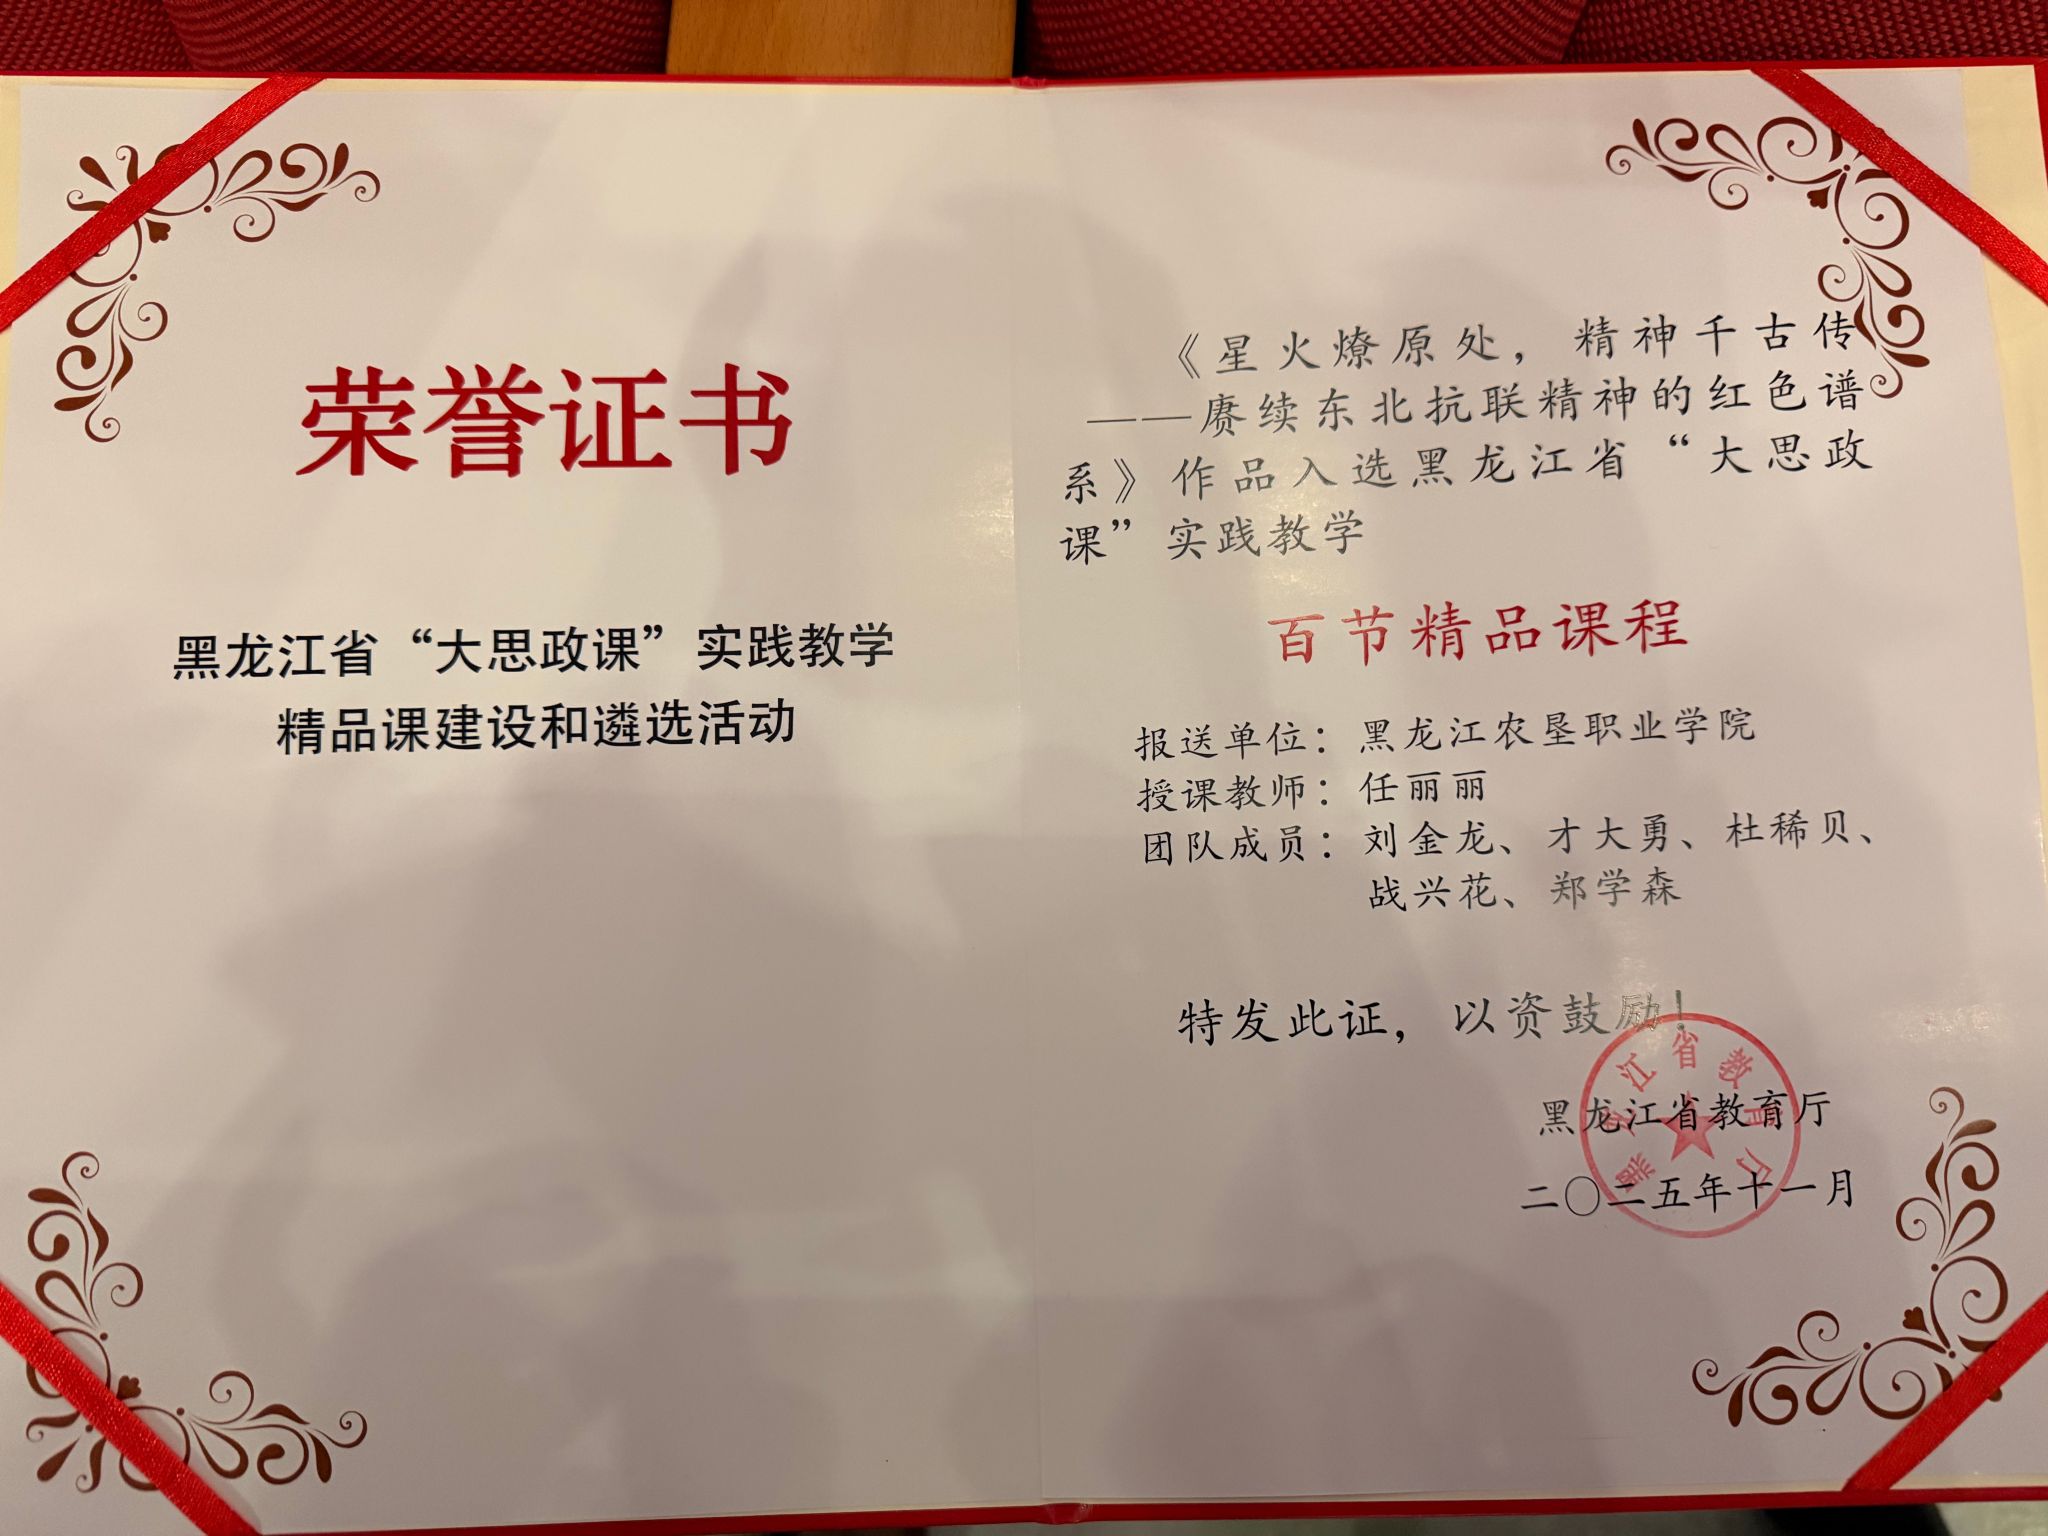 荣誉证书
黑龙江省“大思政课”实践教学
精品课建设和遴选活动
《星火燎原处，精神千古传
——赓续东北抗联精神的红色谱
系》作品入选黑龙江省“大思政
课”实践教学
百节精品课程
报送单位：黑龙江农垦职业学院
授课教师：任丽丽
团队成员：刘金龙、才大勇、杜稀贝、
战兴花、郑学森
特发此证，以资鼓励！
黑龙江省教育厅
二〇二五年十一月
黑龙江省教育厅